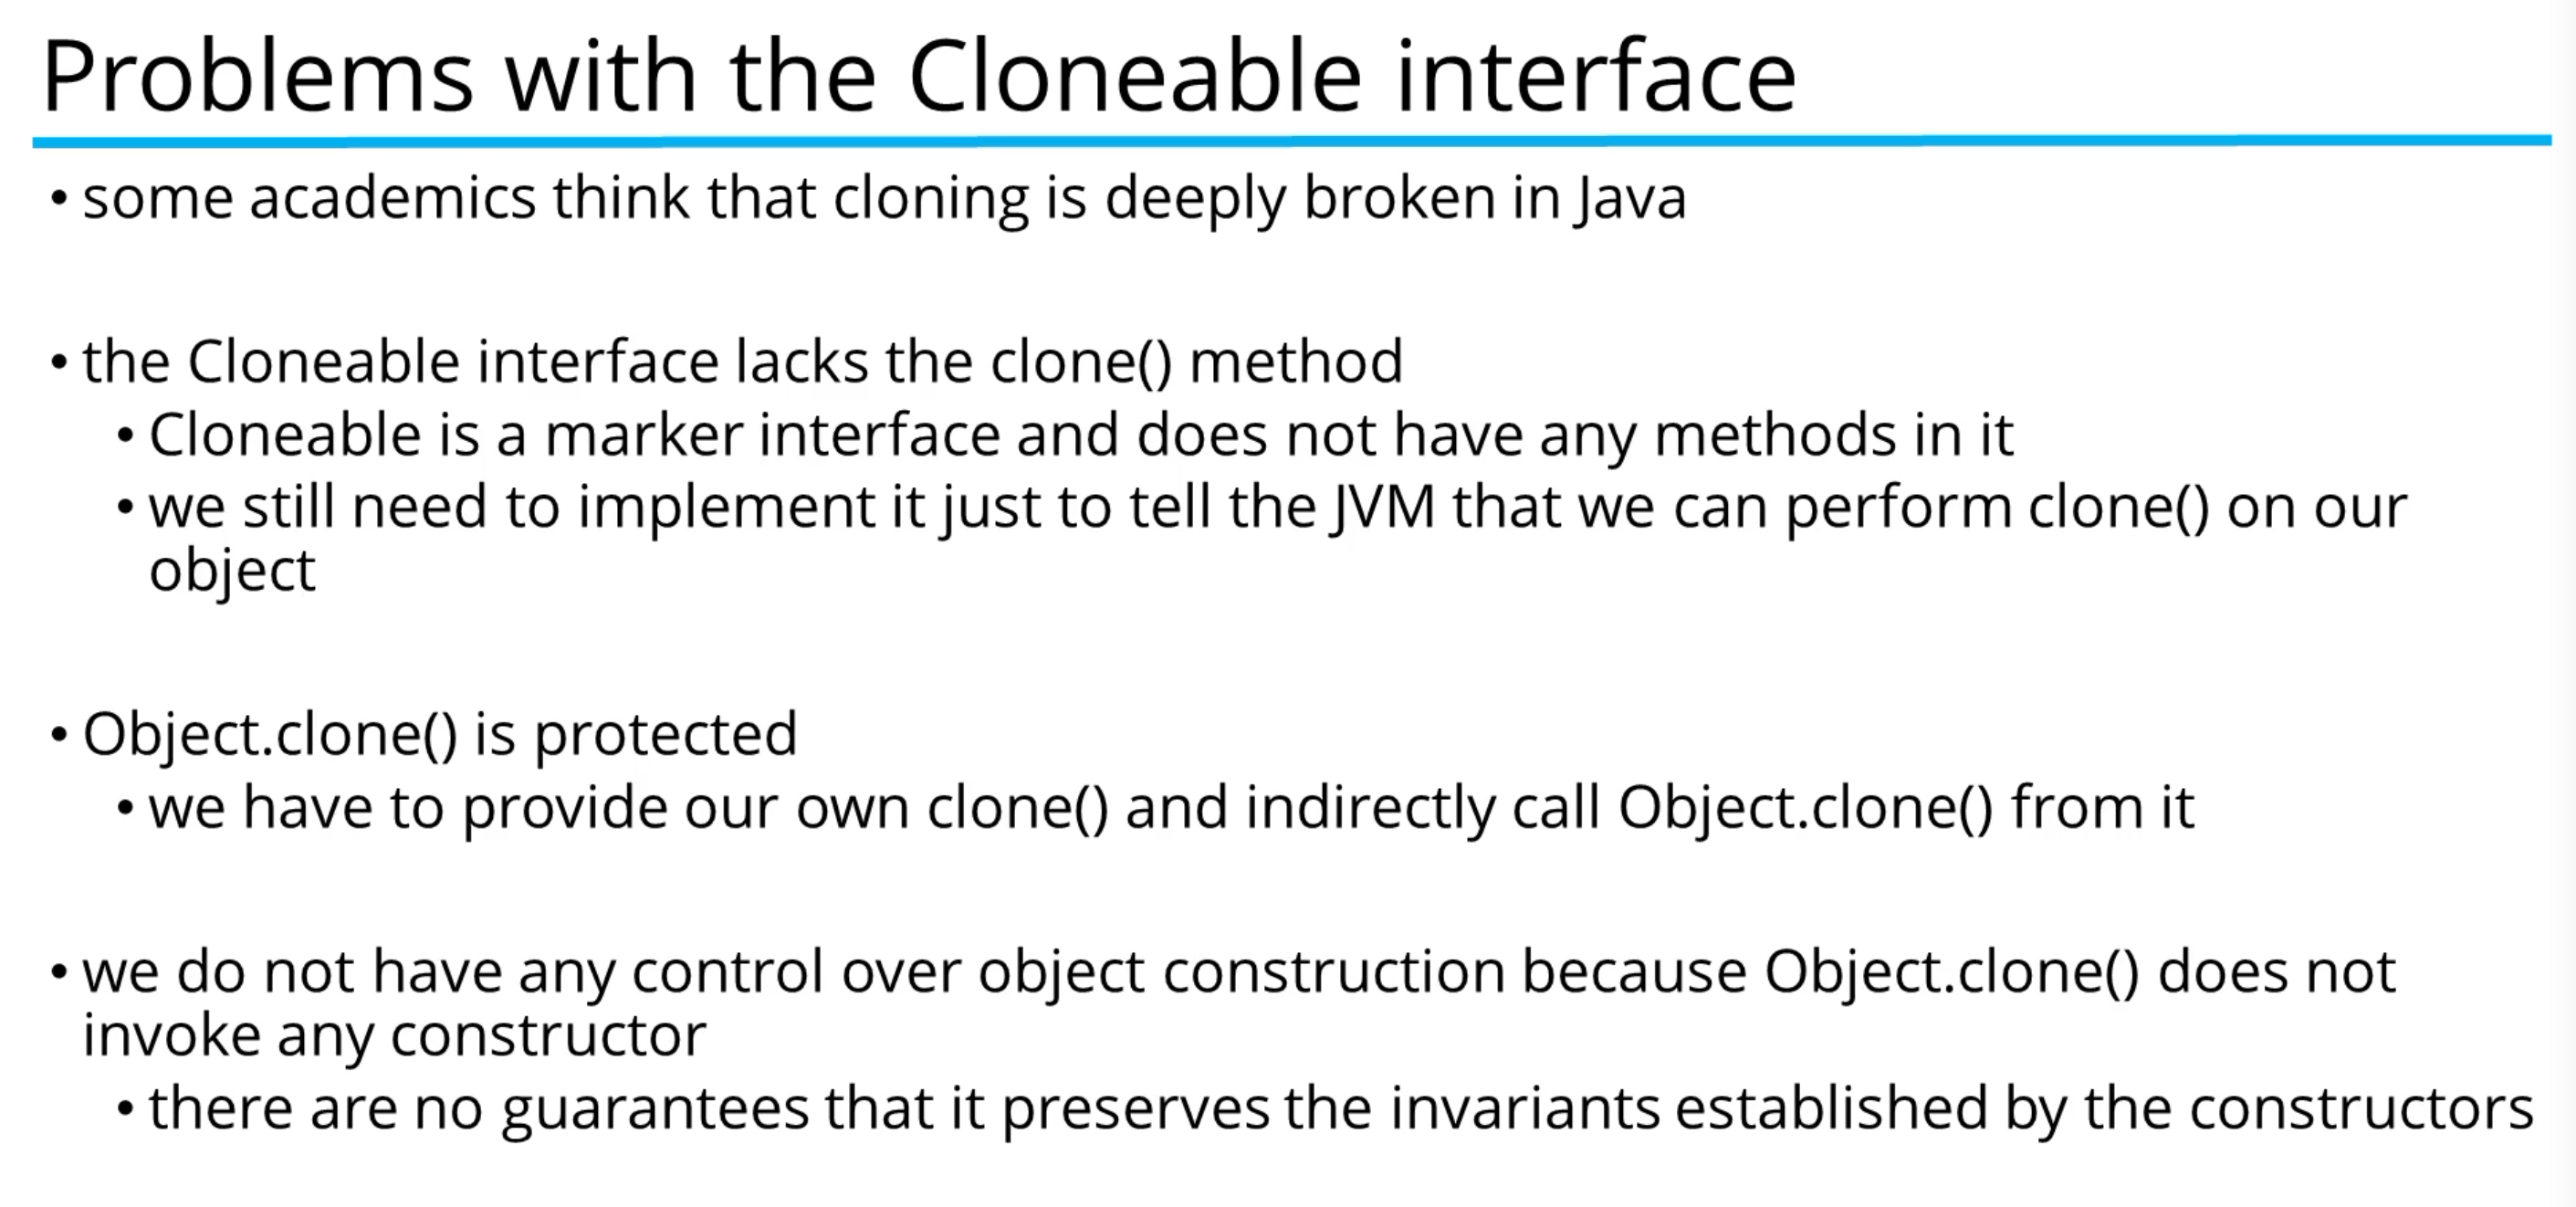 Problems with the Cloneable interface
• some academics think that cloning is deeply broken in Java
• the Cloneable interface lacks the clone() method
• Cloneable is a marker interface and does not have any methods in it
• we still need to implement it just to tell the JVM that we can perform clone() on our
object
• Object.clone() is protected
• we have to provide our own clone() and indirectly call Object.clone() from it
• we do not have any control over object construction because Object.clone() does not
invoke any constructor
• there are no guarantees that it preserves the invariants established by the constructors